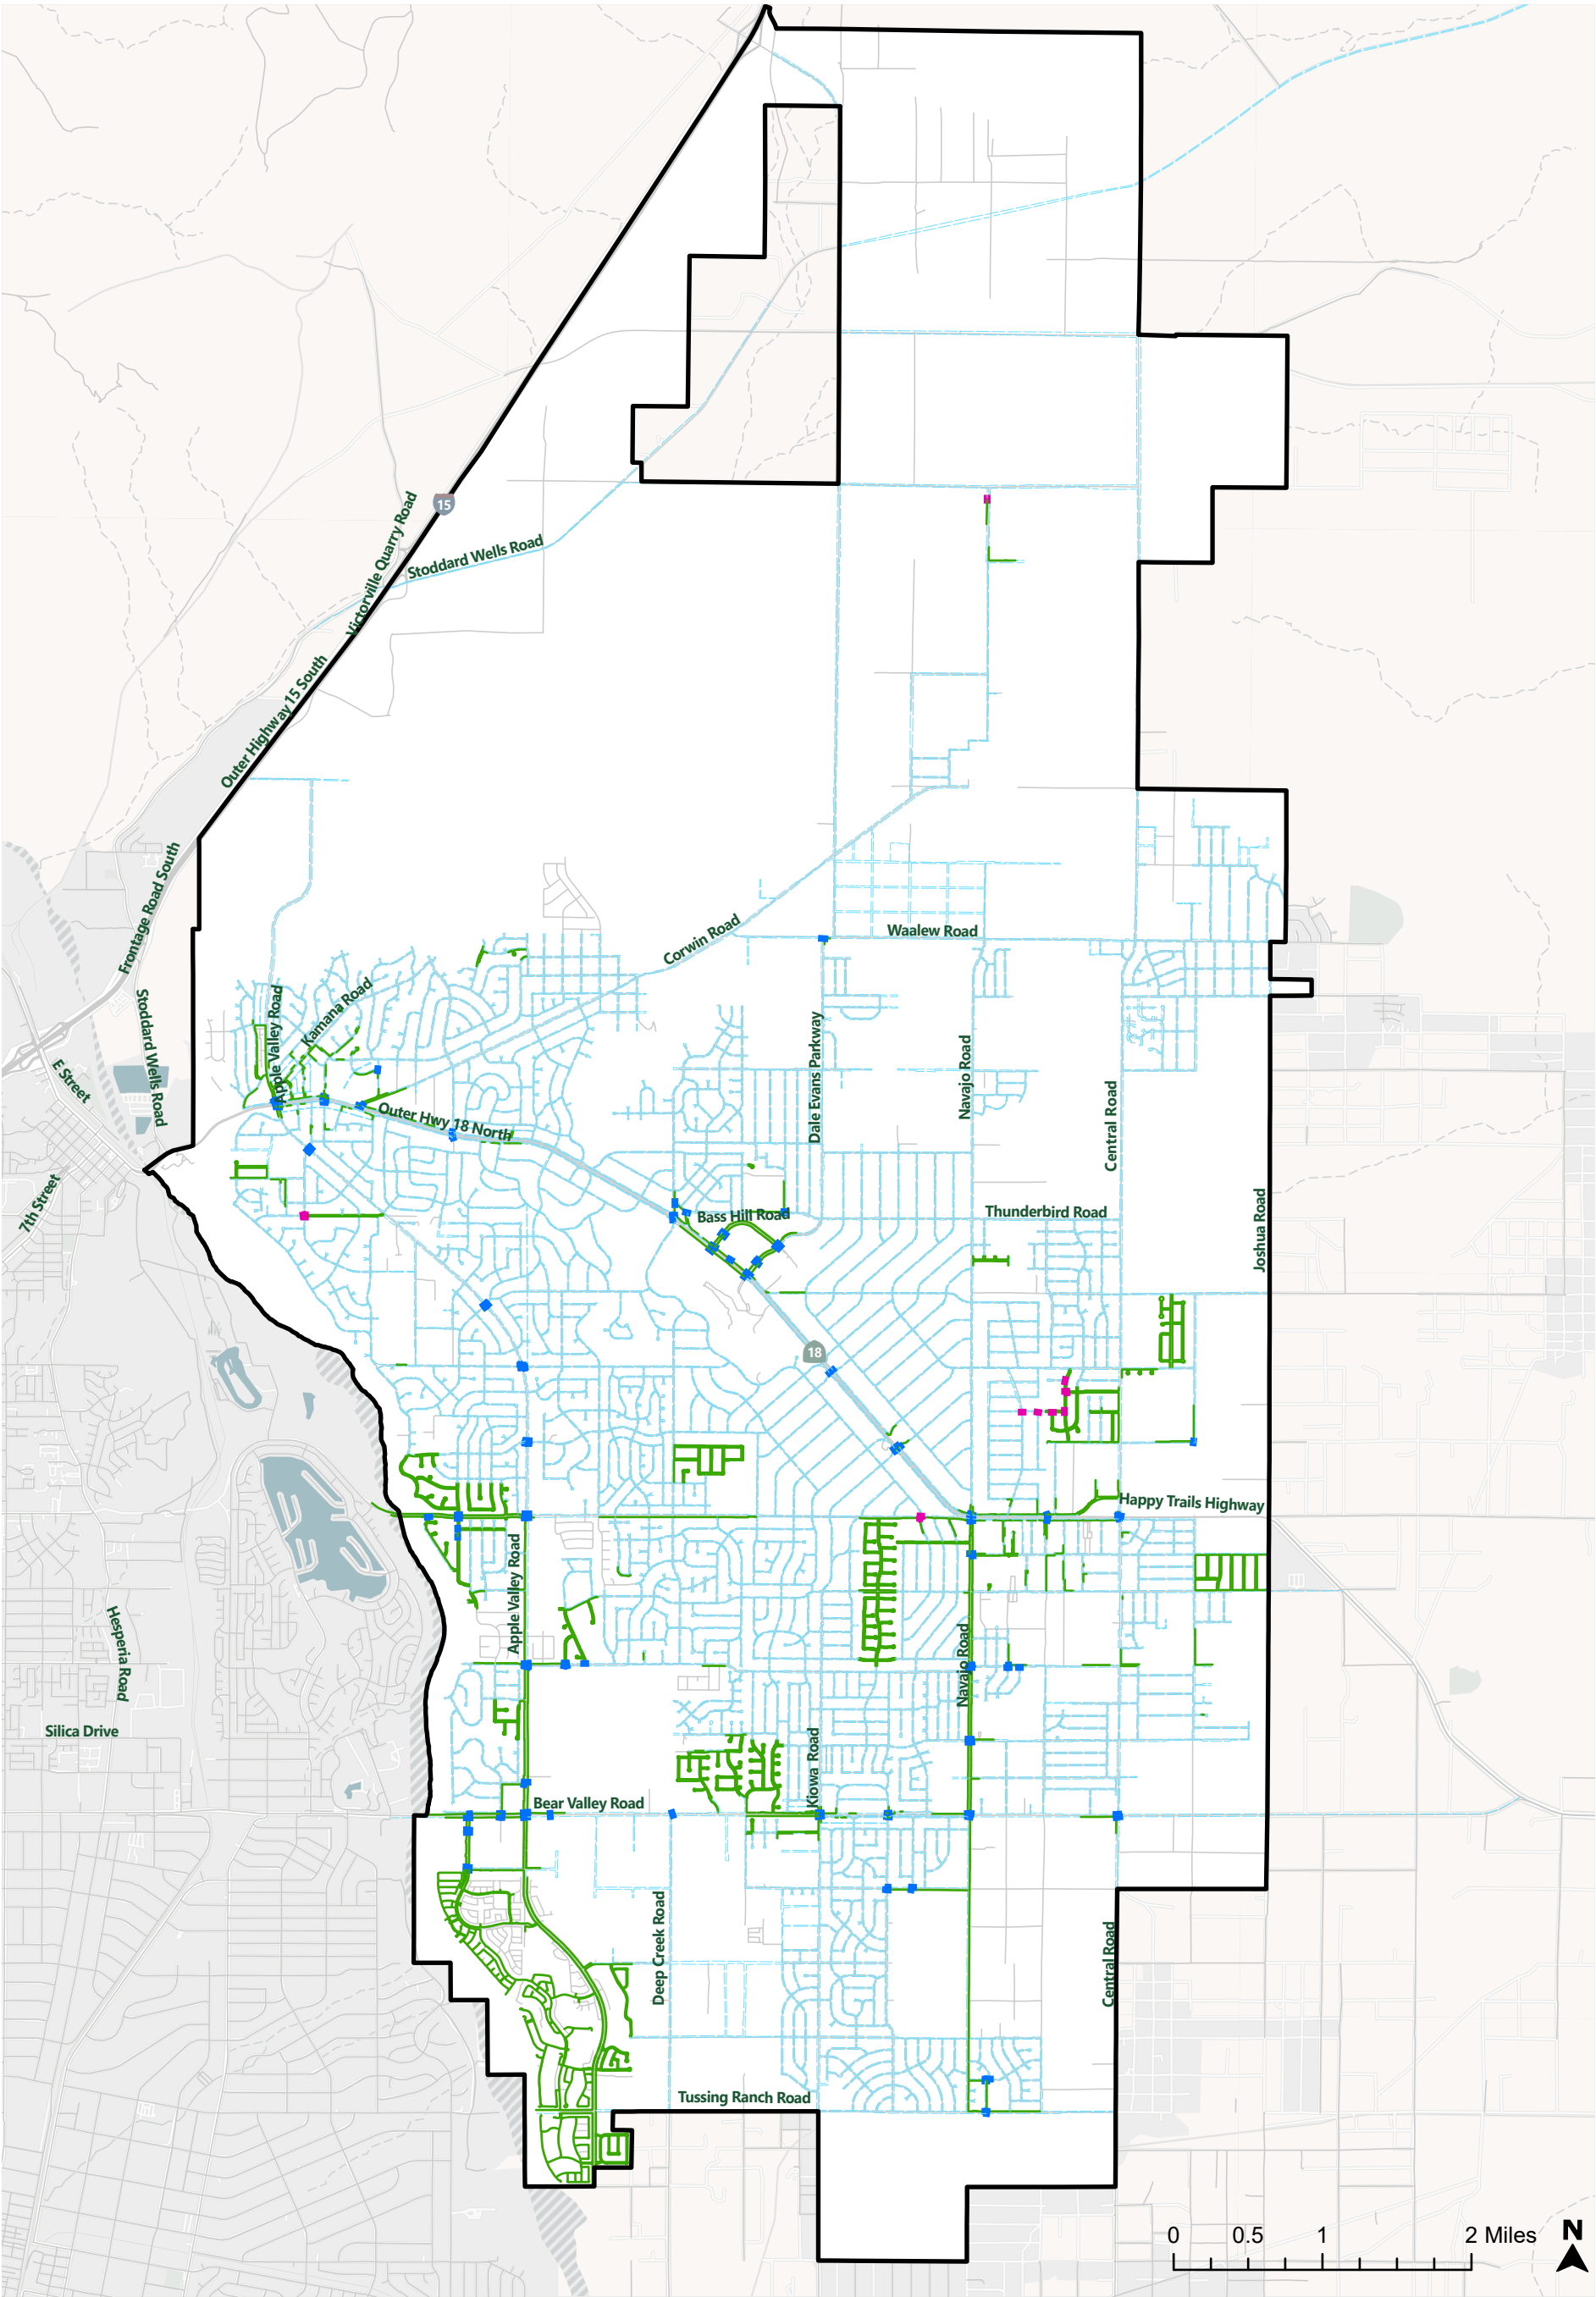 15
Victorville Quarry Road
Stoddard Wells Road
Outer Highway 15 South
Frontage Road South
Corwin Road
Waalew Road
Apple Valley Road
Kamana Road
Stoddard Wells Road
E Street
Dale Evans Parkway
Navajo Road
Central Road
Outer Hwy 18 North
7th Street
Bass Hill Road
Thunderbird Road
Joshua Road
18
Happy Trails Highway
Apple Valley Road
Hesperia Road
Navajo Road
Silica Drive
Kiowa Road
Bear Valley Road
Deep Creek Road
Central Road
Tussing Ranch Road
0 0.5 1 2 Miles
N